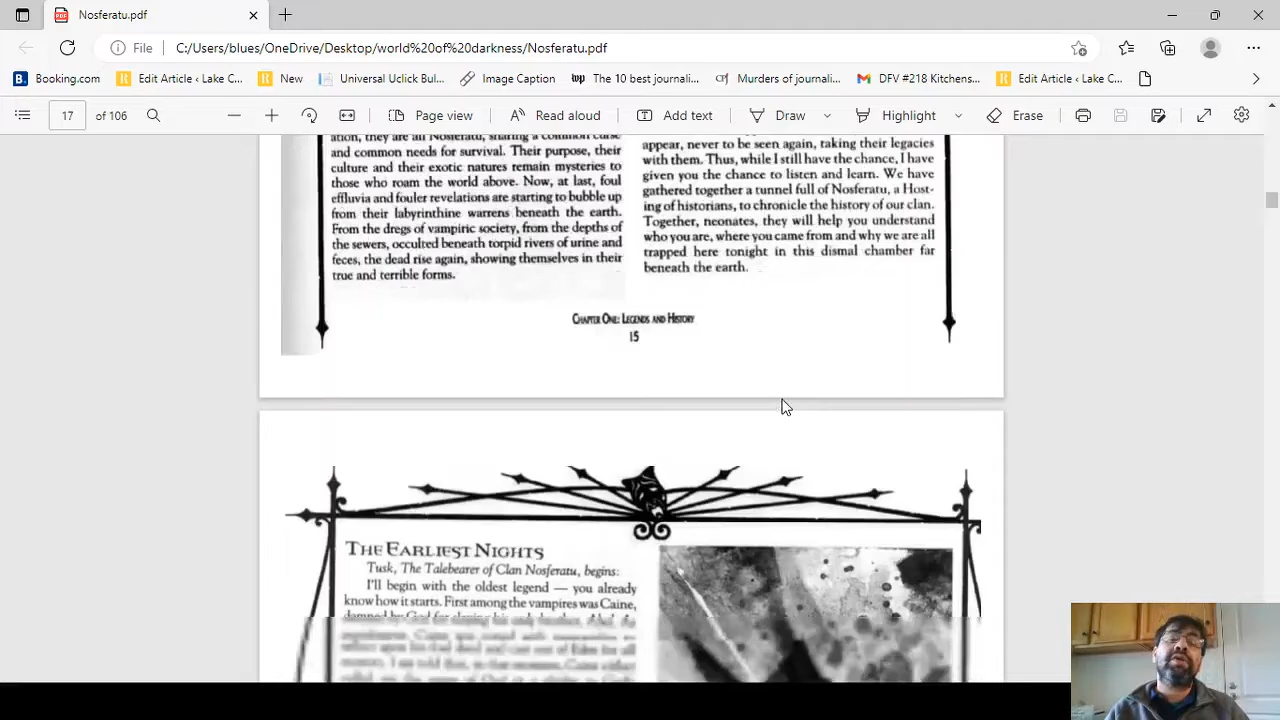 Nosferatu.pdf
File
C:/Users/blues/OneDrive/Desktop/world%20of%20darkness/Nosferatu.pdf
Booking.com
Edit Article ‹ Lake C...
New
Universal Uclick Bul...
Image Caption
The 10 best journali...
Murders of journali...
DFV #218 Kitchens...
Edit Article ‹ Lake C...
17 of 106
Page view
Read aloud
Add text
Draw
Highlight
Erase
ation, they are all Nosferatu, sharing a common curse
and common needs for survival. Their purpose, their
culture and their exotic natures remain mysteries to
those who roam the world above. Now, at last, foul
effluvia and fouler revelations are starting to bubble up
from their labyrinthine warrens beneath the earth.
From the dregs of vampiric society, from the depths of
the sewers, occulted beneath torpid rivers of urine and
feces, the dead rise again, showing themselves in their
true and terrible forms.
appear, never to be seen again, taking their legacies
with them. Thus, while I still have the chance, I have
given you the chance to listen and learn. We have
gathered together a tunnel full of Nosferatu, a Host-
ing of historians, to chronicle the history of our clan.
Together, neonates, they will help you understand
who you are, where you came from and why we are all
trapped here tonight in this dismal chamber far
beneath the earth.
Chapter One: Legends and History
15
The Earliest Nights
Tusk, The Talebearer of Clan Nosferatu, begins:
I'll begin with the oldest legend — you already
know how it starts. First among the vampires was Caine,